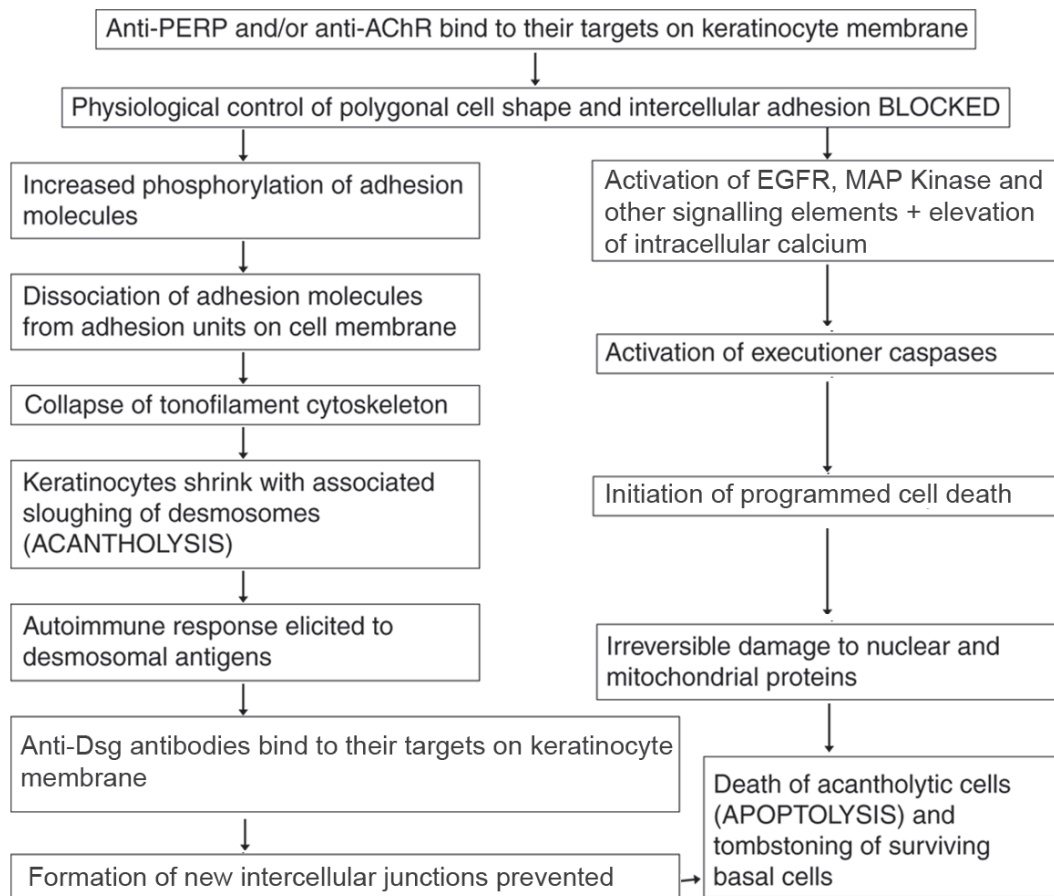 Anti-PERP and/or anti-AChR bind to their targets on keratinocyte membrane
Physiological control of polygonal cell shape and intercellular adhesion BLOCKED
Increased phosphorylation of adhesion
molecules
Dissociation of adhesion molecules
from adhesion units on cell membrane
Collapse of tonofilament cytoskeleton
Keratinocytes shrink with associated
sloughing of desmosomes
(ACANTHOLYSIS)
Autoimmune response elicited to
desmosomal antigens
Anti-Dsg antibodies bind to their targets on keratinocyte
membrane
Formation of new intercellular junctions prevented
Activation of EGFR, MAP Kinase and
other signalling elements + elevation
of intracellular calcium
Activation of executioner caspases
Initiation of programmed cell death
Irreversible damage to nuclear and
mitochondrial proteins
Death of acantholytic cells
(APOPTOLYSIS) and
tombstoning of surviving
basal cells